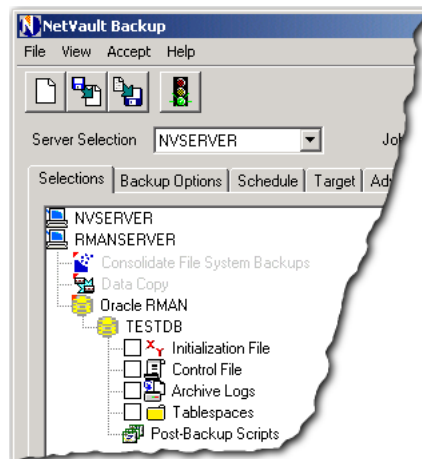 NetVault Backup
File View Accept Help
Server Selection NVSERVER
Selections Backup Options Schedule Target
NVSERVER
RMANSERVER
Consolidate File System Backups
Data Copy
Oracle RMAN
TESTDB
Initialization File
Control File
Archive Logs
Tablespaces
Post-Backup Scripts